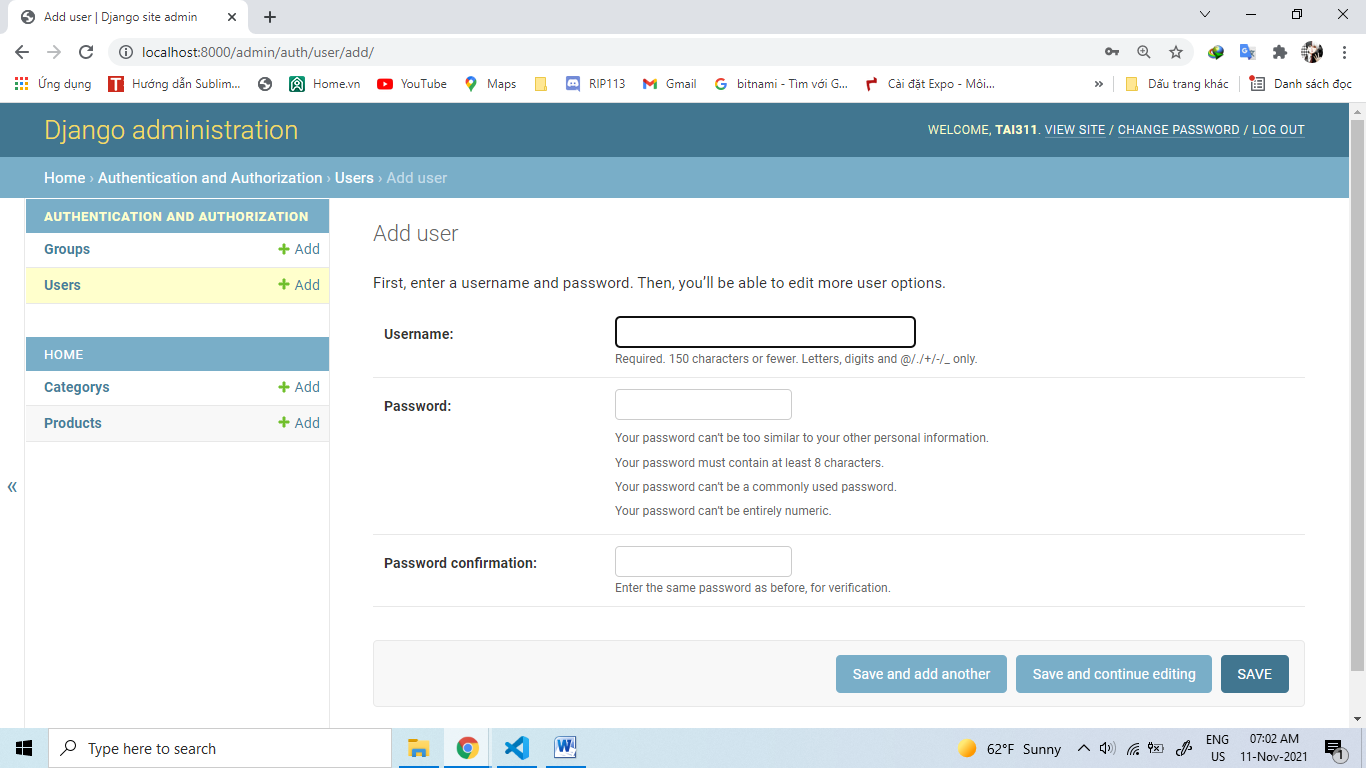 Add user | Django site admin
localhost:8000/admin/auth/user/add/
Ứng dụng Hướng dẫn Sublim... Home.vn YouTube Maps RIP113 Gmail bitnami - Tìm với G... Cài đặt Expo - Môi... » Dấu trang khác Danh sách đọc
Django administration
WELCOME, TAI311. VIEW SITE / CHANGE PASSWORD / LOG OUT
Home › Authentication and Authorization › Users › Add user
AUTHENTICATION AND AUTHORIZATION
Groups + Add
Users + Add
HOME
Categorys + Add
Products + Add
«
Add user
First, enter a username and password. Then, you’ll be able to edit more user options.
Username:
Required. 150 characters or fewer. Letters, digits and @/./+/-/_ only.
Password:
Your password can't be too similar to your other personal information.
Your password must contain at least 8 characters.
Your password can't be a commonly used password.
Your password can't be entirely numeric.
Password confirmation:
Enter the same password as before, for verification.
Save and add another Save and continue editing SAVE
Type here to search
62°F Sunny
ENG
US
07:02 AM
11-Nov-2021
1